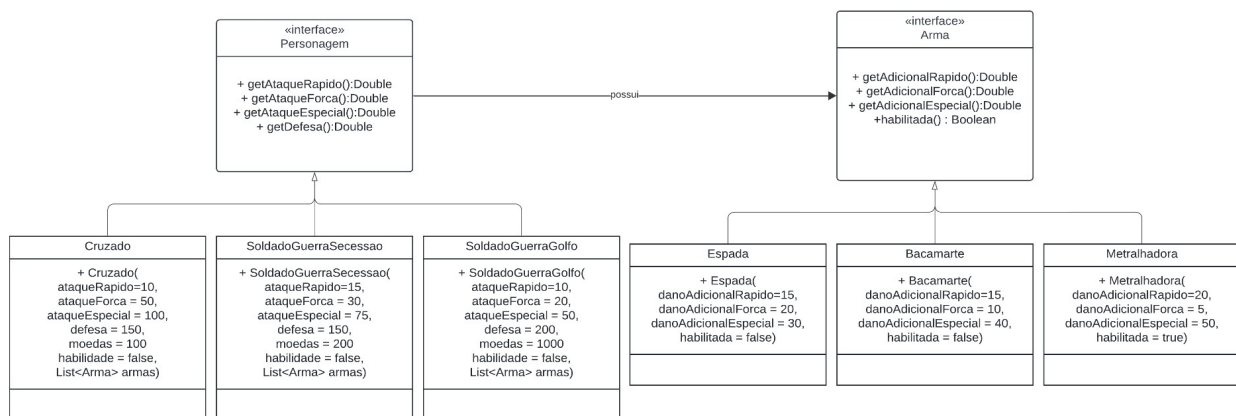 «interface»
Personagem
+ getAtaqueRapido():Double
+ getAtaqueForca():Double
+ getAtaqueEspecial():Double
+ getDefesa():Double
possui
«interface»
Arma
+ getAdicionalRapido():Double
+ getAdicionalForca():Double
+ getAdicionalEspecial():Double
+habilitada() : Boolean
Cruzado
+ Cruzado(
ataqueRapido=10,
ataqueForca = 50,
ataqueEspecial = 100,
defesa = 150,
moedas = 100
habilidade = false,
List<Arma> armas)
SoldadoGuerraSecessao
+ SoldadoGuerraSecessao(
ataqueRapido=15,
ataqueForca = 30,
ataqueEspecial = 75,
defesa = 150,
moedas = 200
habilidade = false,
List<Arma> armas)
SoldadoGuerraGolfo
+ SoldadoGuerraGolfo(
ataqueRapido=10,
ataqueForca = 20,
ataqueEspecial = 50,
defesa = 200,
moedas = 1000
habilidade = false,
List<Arma> armas)
Espada
+ Espada(
danoAdicionalRapido=15,
danoAdicionalForca = 20,
danoAdicionalEspecial = 30,
habilitada = false)
Bacamarte
+ Bacamarte(
danoAdicionalRapido=15,
danoAdicionalForca = 10,
danoAdicionalEspecial = 40,
habilitada = false)
Metralhadora
+ Metralhadora(
danoAdicionalRapido=20,
danoAdicionalForca = 5,
danoAdicionalEspecial = 50,
habilitada = true)